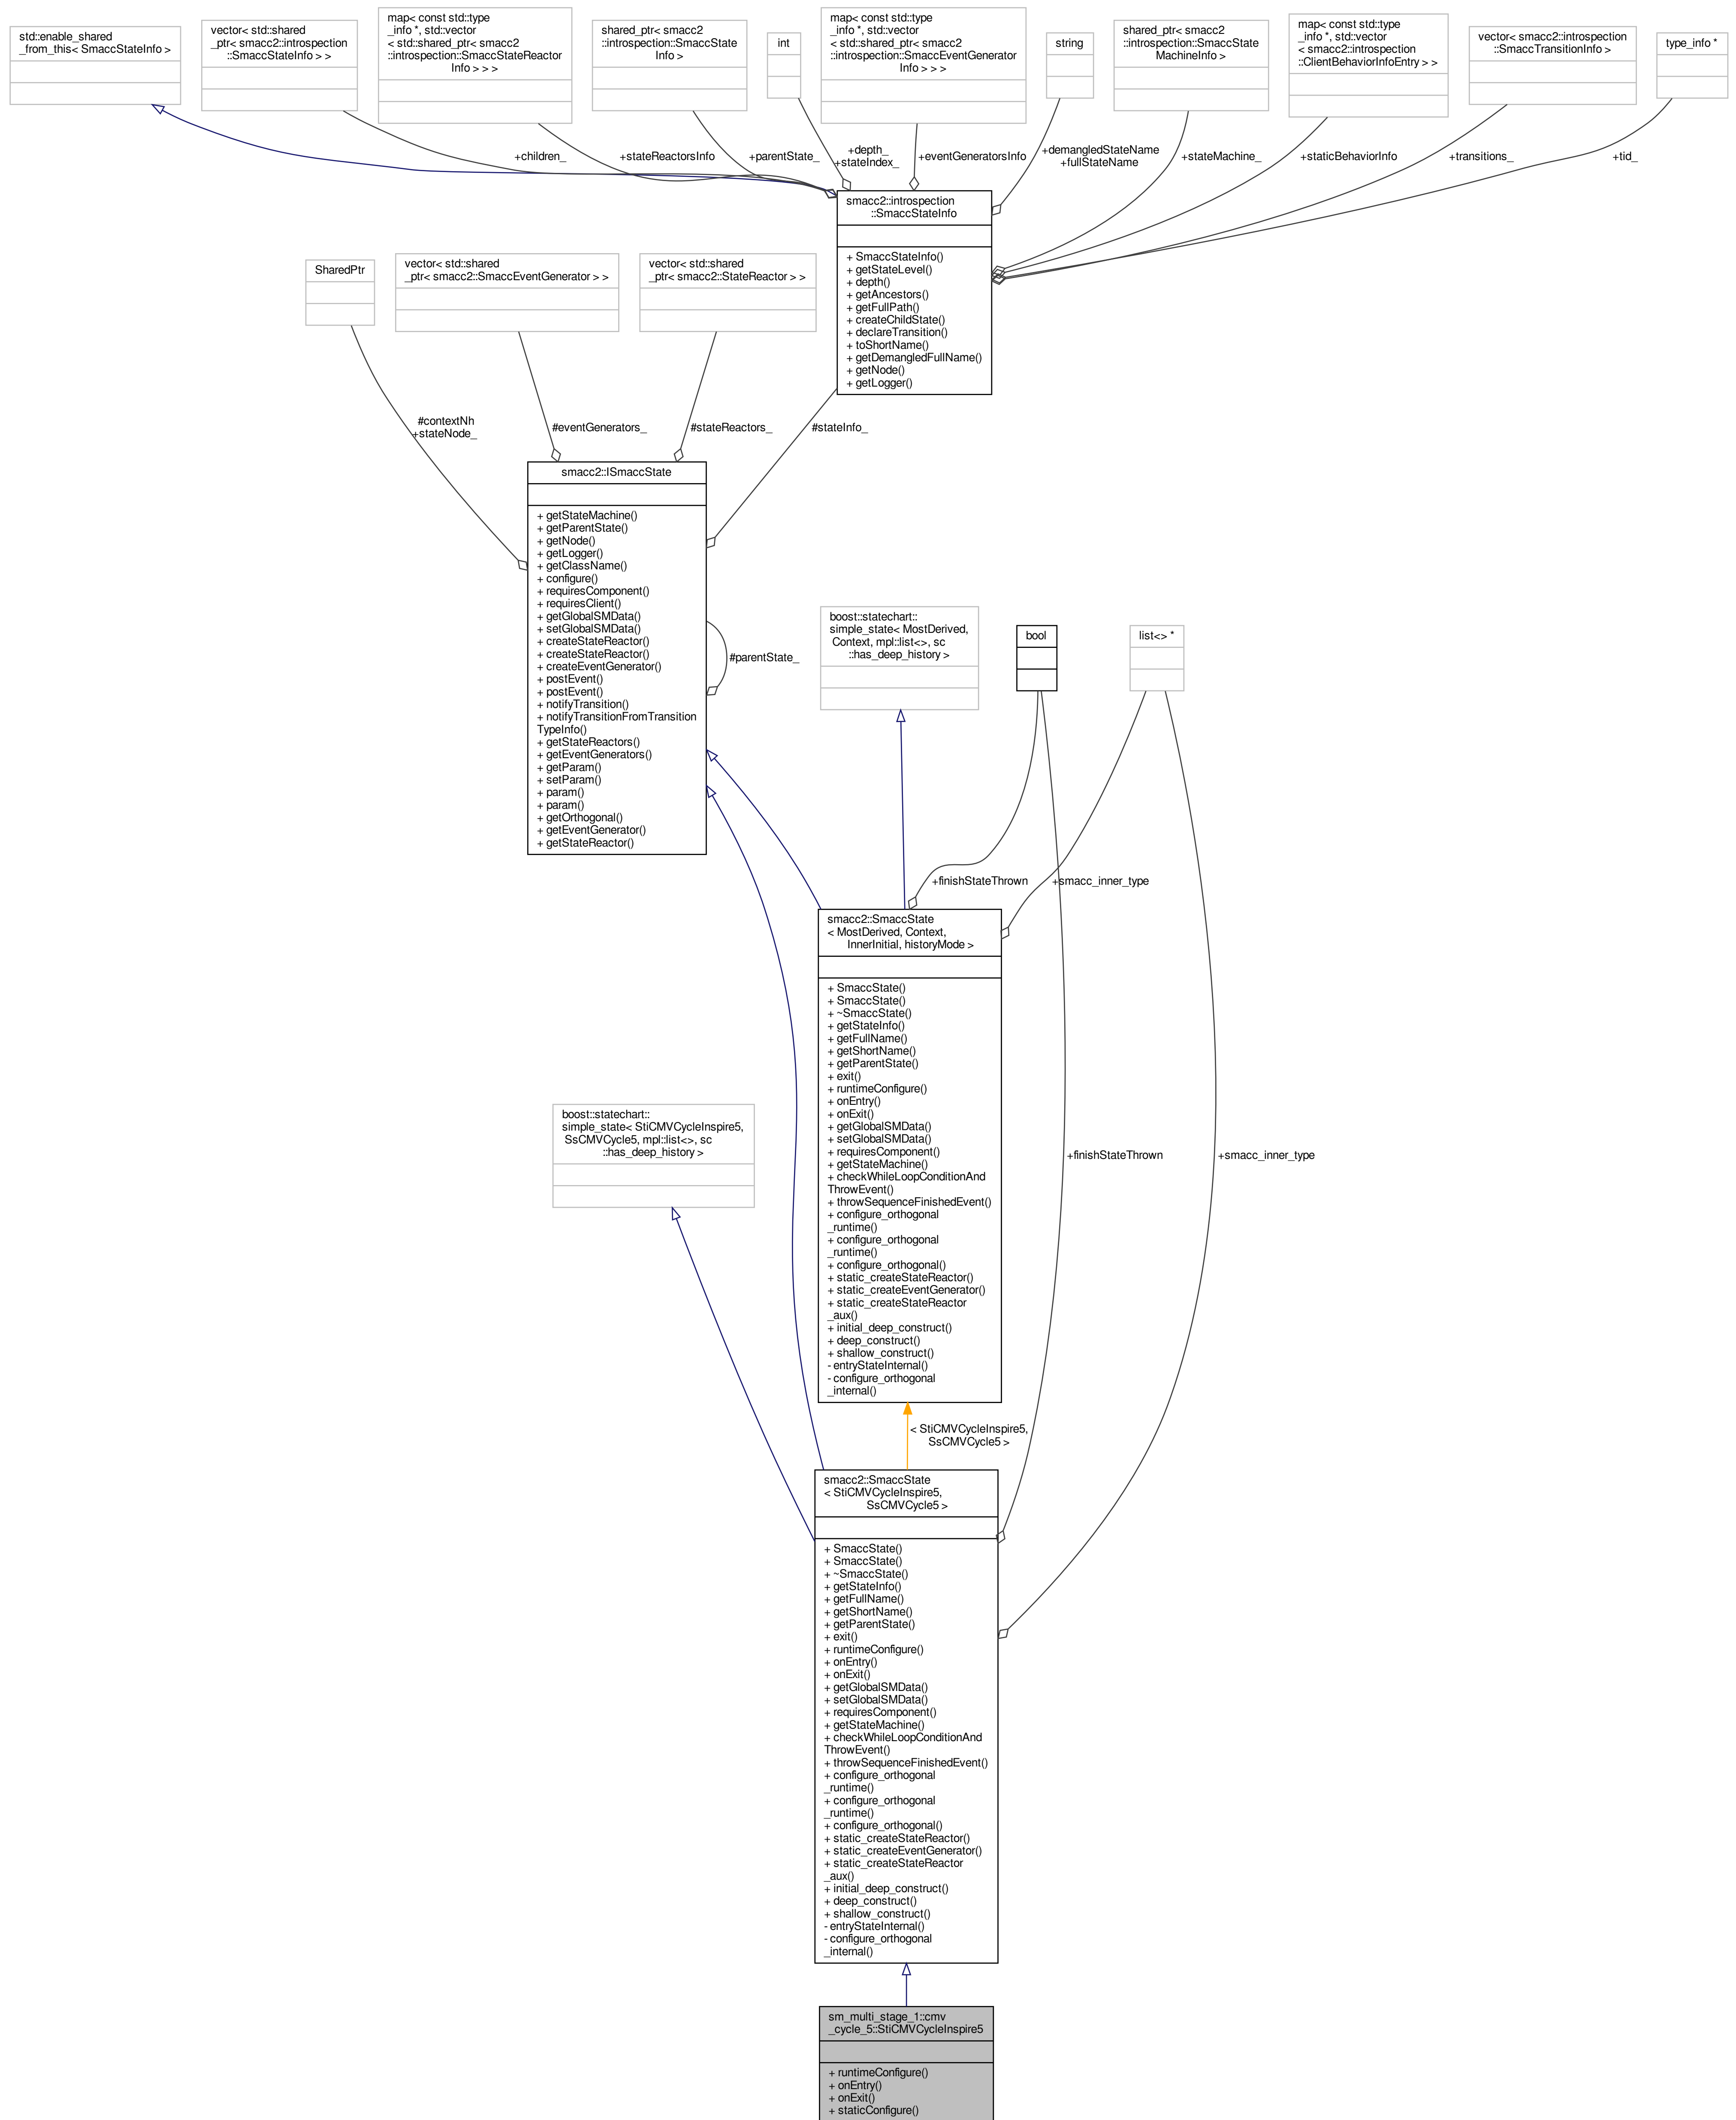 std::enable_shared
_from_this< SmaccStateInfo >
vector< std::shared
_ptr< smacc2::introspection
::SmaccStateInfo > >
map< const std::type
_info *, std::vector
< std::shared_ptr< smacc2
::introspection::SmaccStateReactor
Info > > >
shared_ptr< smacc2
::introspection::SmaccState
Info >
int
map< const std::type
_info *, std::vector
< std::shared_ptr< smacc2
::introspection::SmaccEventGenerator
Info > > >
string
shared_ptr< smacc2
::introspection::SmaccState
MachineInfo >
map< const std::type
_info *, std::vector
< smacc2::introspection
::ClientBehaviorInfoEntry > >
vector< smacc2::introspection
::SmaccTransitionInfo >
type_info *
+children_
+stateReactorsInfo
+parentState_
+depth_
+stateIndex_
+eventGeneratorsInfo
+demangledStateName
+fullStateName
+stateMachine_
+staticBehaviorInfo
+transitions_
+tid_
smacc2::introspection
::SmaccStateInfo
+ SmaccStateInfo()
+ getStateLevel()
+ depth()
+ getAncestors()
+ getFullPath()
+ createChildState()
+ declareTransition()
+ toShortName()
+ getDemangledFullName()
+ getNode()
+ getLogger()
SharedPtr
vector< std::shared
_ptr< smacc2::SmaccEventGenerator > >
vector< std::shared
_ptr< smacc2::StateReactor > >
#contextNh
+stateNode_
#eventGenerators_
#stateReactors_
#stateInfo_
smacc2::ISmaccState
+ getStateMachine()
+ getParentState()
+ getNode()
+ getLogger()
+ getClassName()
+ configure()
+ requiresComponent()
+ requiresClient()
+ getGlobalSMData()
+ setGlobalSMData()
+ createStateReactor()
+ createStateReactor()
+ createEventGenerator()
+ postEvent()
+ postEvent()
+ notifyTransition()
+ notifyTransitionFromTransition
TypeInfo()
+ getStateReactors()
+ getEventGenerators()
+ getParam()
+ setParam()
+ param()
+ param()
+ getOrthogonal()
+ getEventGenerator()
+ getStateReactor()
#parentState_
boost::statechart::
simple_state< MostDerived,
Context, mpl::list<>, sc
::has_deep_history >
bool
list<> *
+finishStateThrown
+smacc_inner_type
smacc2::SmaccState
< MostDerived, Context,
InnerInitial, historyMode >
+ SmaccState()
+ SmaccState()
+ ~SmaccState()
+ getStateInfo()
+ getFullName()
+ getShortName()
+ getParentState()
+ exit()
+ runtimeConfigure()
+ onEntry()
+ onExit()
+ getGlobalSMData()
+ setGlobalSMData()
+ requiresComponent()
+ getStateMachine()
+ checkWhileLoopConditionAnd
ThrowEvent()
+ throwSequenceFinishedEvent()
+ configure_orthogonal
_runtime()
+ configure_orthogonal
_runtime()
+ configure_orthogonal()
+ static_createStateReactor()
+ static_createEventGenerator()
+ static_createStateReactor
_aux()
+ initial_deep_construct()
+ deep_construct()
+ shallow_construct()
- entryStateInternal()
- configure_orthogonal
_internal()
boost::statechart::
simple_state< StiCMVCycleInspire5,
SsCMVCycle5, mpl::list<>, sc
::has_deep_history >
+finishStateThrown
+smacc_inner_type
< StiCMVCycleInspire5,
SsCMVCycle5 >
smacc2::SmaccState
< StiCMVCycleInspire5,
SsCMVCycle5 >
+ SmaccState()
+ SmaccState()
+ ~SmaccState()
+ getStateInfo()
+ getFullName()
+ getShortName()
+ getParentState()
+ exit()
+ runtimeConfigure()
+ onEntry()
+ onExit()
+ getGlobalSMData()
+ setGlobalSMData()
+ requiresComponent()
+ getStateMachine()
+ checkWhileLoopConditionAnd
ThrowEvent()
+ throwSequenceFinishedEvent()
+ configure_orthogonal
_runtime()
+ configure_orthogonal
_runtime()
+ configure_orthogonal()
+ static_createStateReactor()
+ static_createEventGenerator()
+ static_createStateReactor
_aux()
+ initial_deep_construct()
+ deep_construct()
+ shallow_construct()
- entryStateInternal()
- configure_orthogonal
_internal()
sm_multi_stage_1::cmv
_cycle_5::StiCMVCycleInspire5
+ runtimeConfigure()
+ onEntry()
+ onExit()
+ staticConfigure()